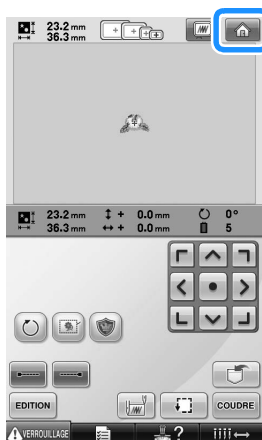 23.2 mm
36.3 mm
23.2 mm + 0.0 mm 0°
36.3 mm + 0.0 mm 5
EDITION
COUDRE
VERROUILLAGE
?